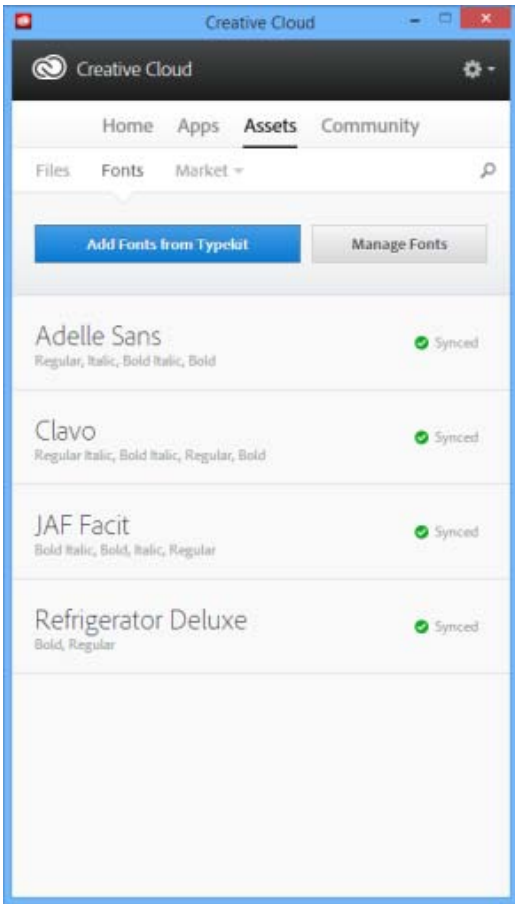 Creative Cloud
Creative Cloud
Home Apps Assets Community
Files Fonts Market
Add Fonts from Typekit Manage Fonts
Adelle Sans
Regular, Italic, Bold Italic, Bold
Synced
Clavo
Regular Italic, Bold Italic, Regular, Bold
Synced
JAF Facit
Bold Italic, Bold, Italic, Regular
Synced
Refrigerator Deluxe
Bold, Regular
Synced